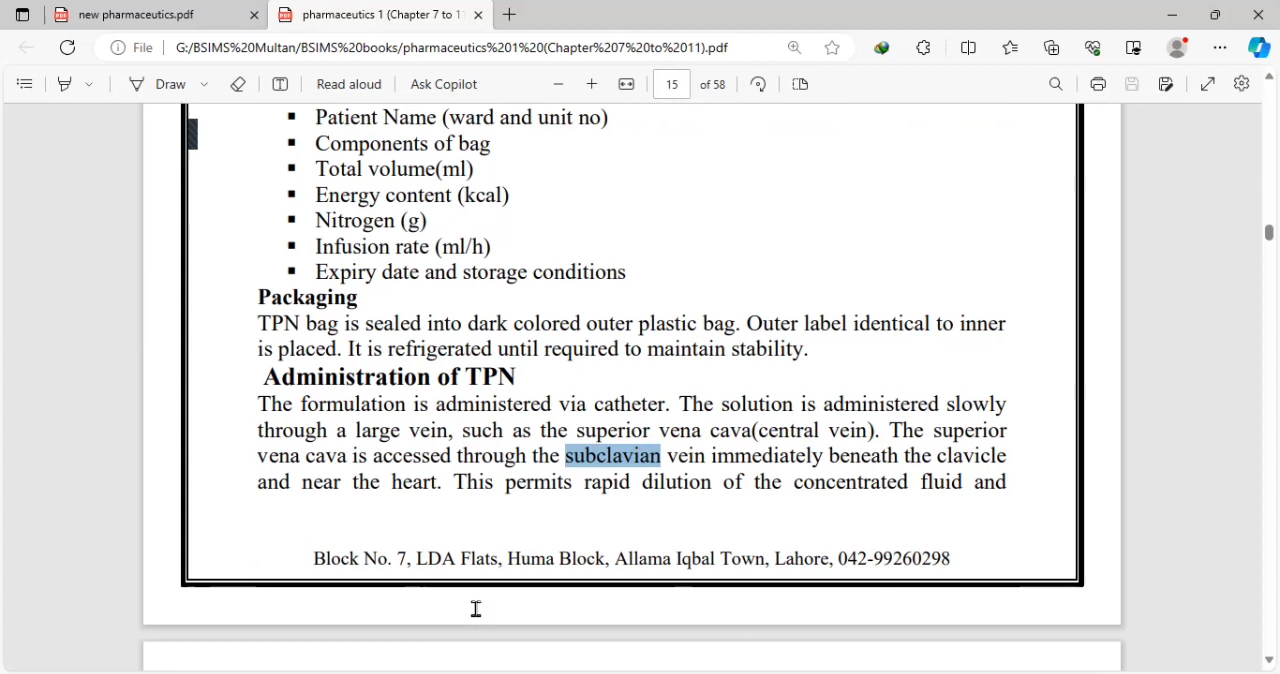 new pharmaceutics.pdf
pharmaceutics 1 (Chapter 7 to 11
File
G:/BSIMS%20Multan/BSIMS%20books/pharmaceutics%201%20(Chapter%207%20to%2011).pdf
Draw
Read aloud
Ask Copilot
15 of 58
▪ Patient Name (ward and unit no)
▪ Components of bag
▪ Total volume(ml)
▪ Energy content (kcal)
▪ Nitrogen (g)
▪ Infusion rate (ml/h)
▪ Expiry date and storage conditions
Packaging
TPN bag is sealed into dark colored outer plastic bag. Outer label identical to inner
is placed. It is refrigerated until required to maintain stability.
Administration of TPN
The formulation is administered via catheter. The solution is administered slowly
through a large vein, such as the superior vena cava(central vein). The superior
vena cava is accessed through the subclavian vein immediately beneath the clavicle
and near the heart. This permits rapid dilution of the concentrated fluid and
Block No. 7, LDA Flats, Huma Block, Allama Iqbal Town, Lahore, 042-99260298